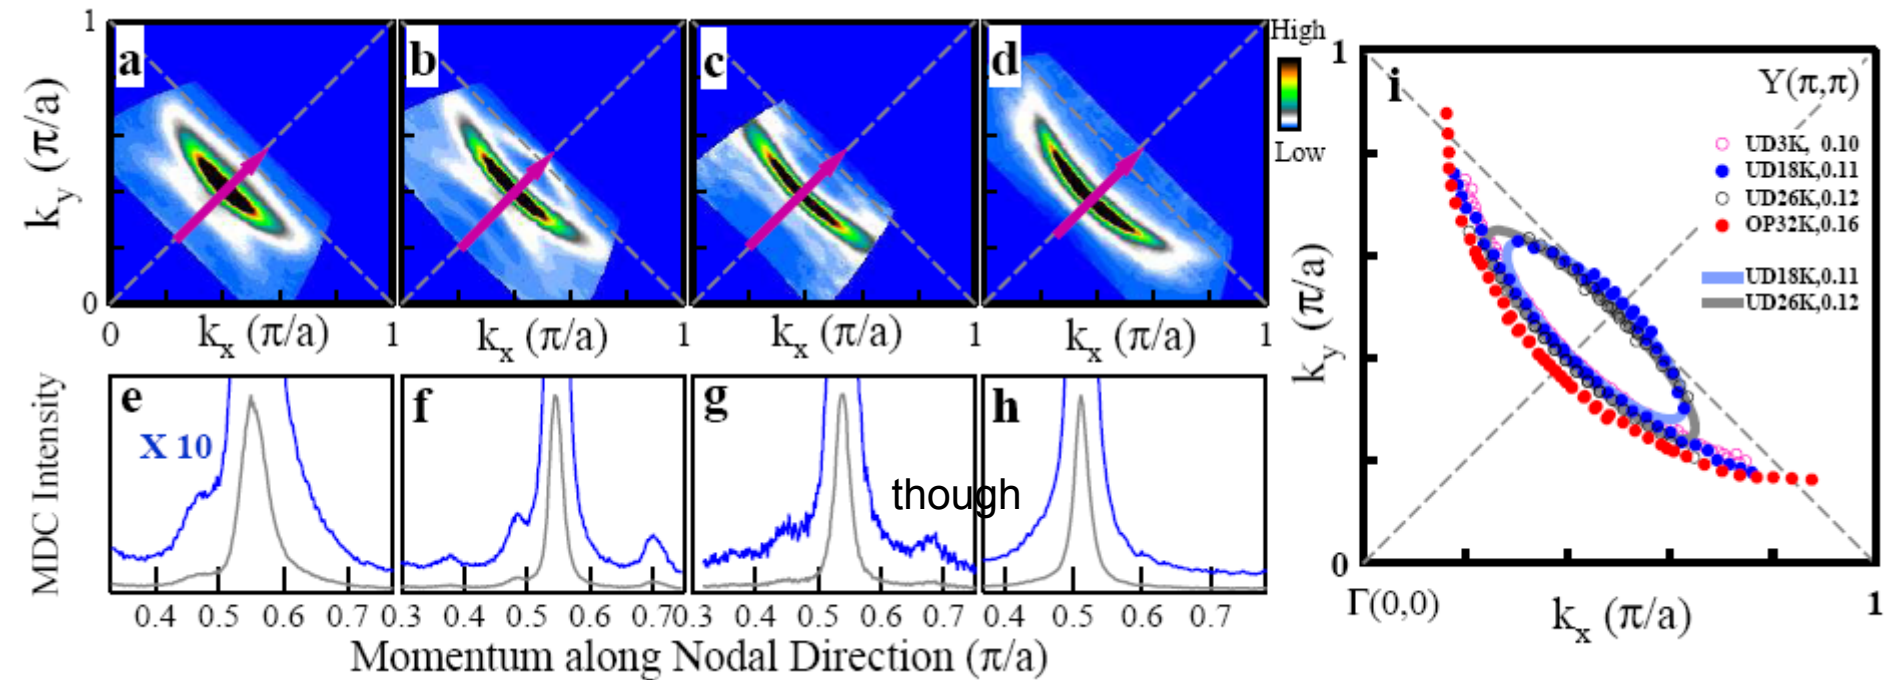 a
b
c
d
High
Low
1
k_y (π/a)
0
0
k_x (π/a)
1
k_x (π/a)
1
k_x (π/a)
1
k_x (π/a)
1
e
f
g
h
X 10
though
MDC Intensity
0.4 0.5 0.6 0.7
0.3 0.4 0.5 0.6 0.7
0.3 0.4 0.5 0.6 0.7
0.4 0.5 0.6 0.7
Momentum along Nodal Direction (π/a)
1
i
Y(π,π)
UD3K, 0.10
UD18K,0.11
UD26K,0.12
OP32K,0.16
UD18K,0.11
UD26K,0.12
k_y (π/a)
0
Γ(0,0)
k_x (π/a)
1